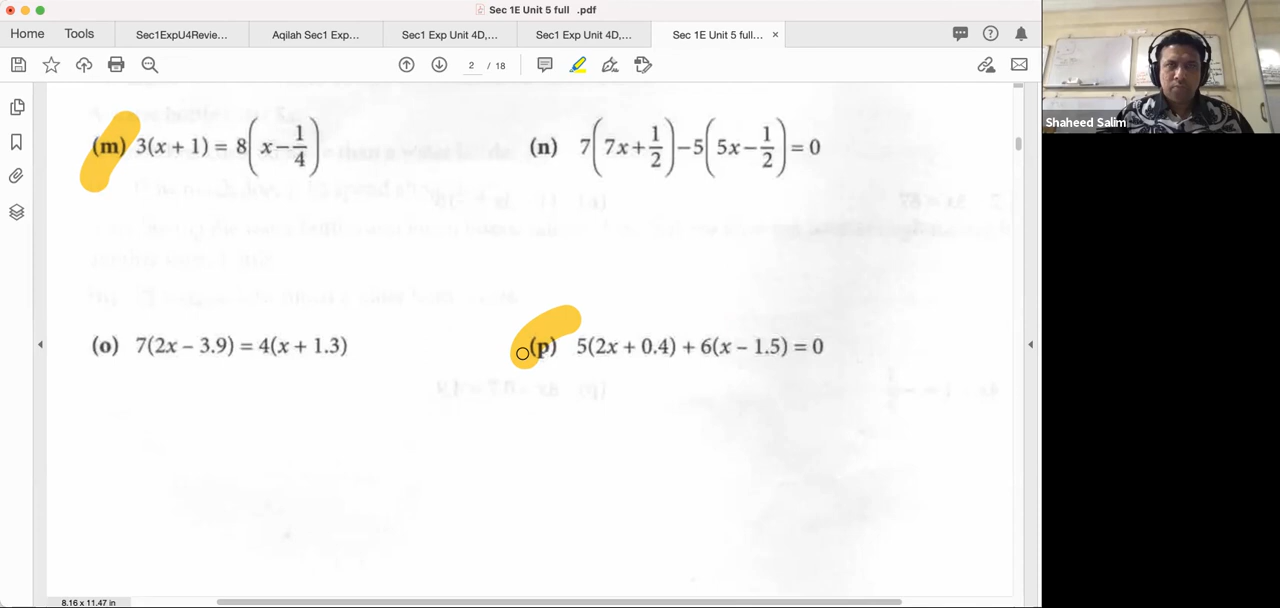 Sec 1E Unit 5 full .pdf
Home Tools Sec1ExpU4Revie... Aqilah Sec1 Exp... Sec1 Exp Unit 4D,... Sec1 Exp Unit 4D,... Sec 1E Unit 5 full... ×
2 / 18
Shaheed Salim
(m) 3(x + 1) = 8(x − 1/4)
(n) 7(7x + 1/2) − 5(5x − 1/2) = 0
(o) 7(2x − 3.9) = 4(x + 1.3)
(p) 5(2x + 0.4) + 6(x − 1.5) = 0
8.16 x 11.47 in